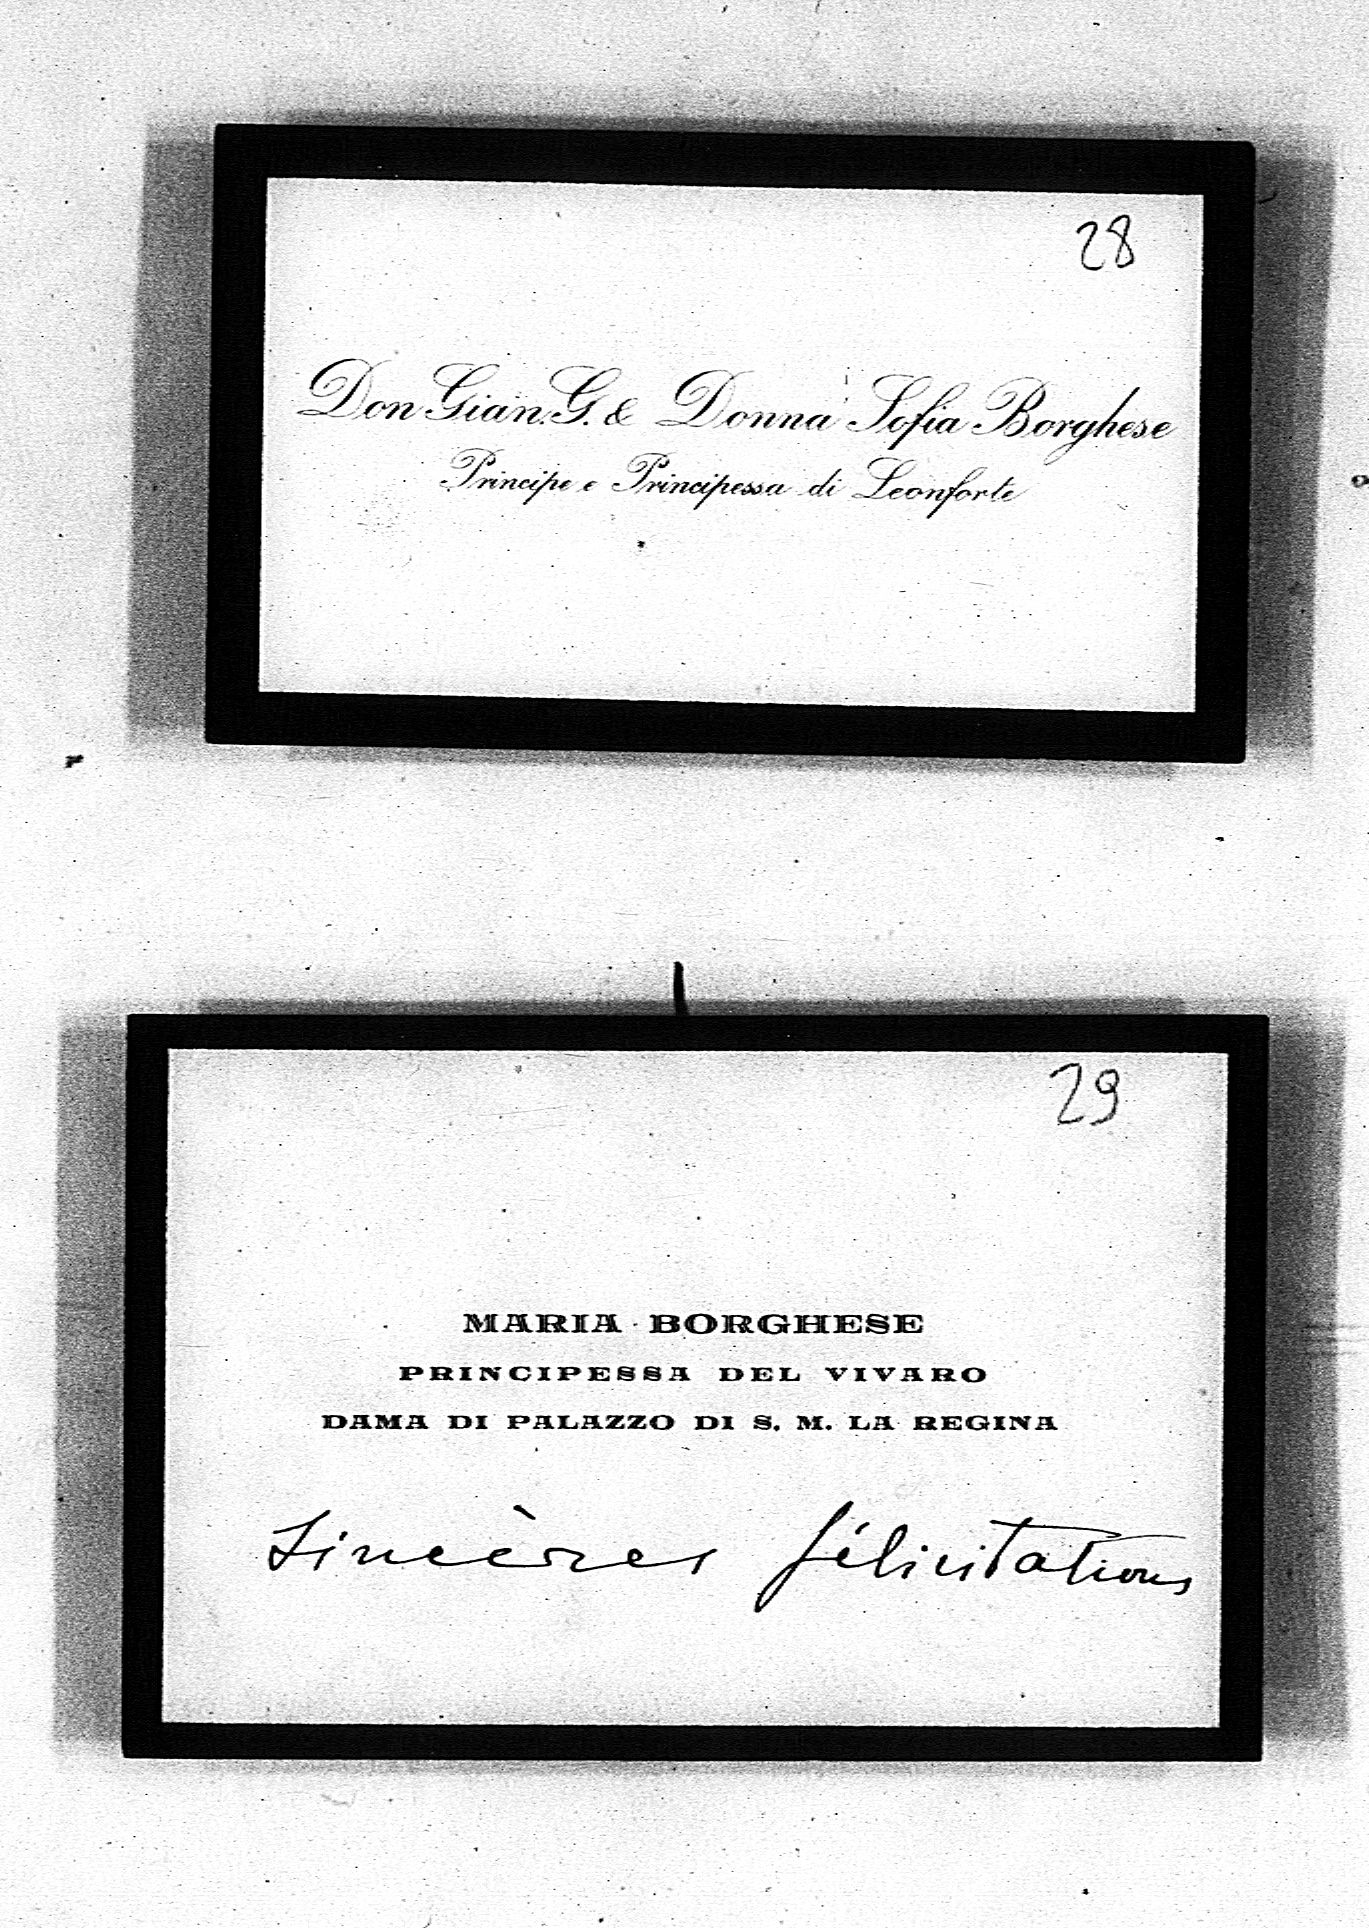 28
Don Gian. G. & Donna Sofia Borghese
Principe e Principessa di Leonforte
29
MARIA BORGHESE
PRINCIPESSA DEL VIVARO
DAMA DI PALAZZO DI S. M. LA REGINA
Sincères félicitations